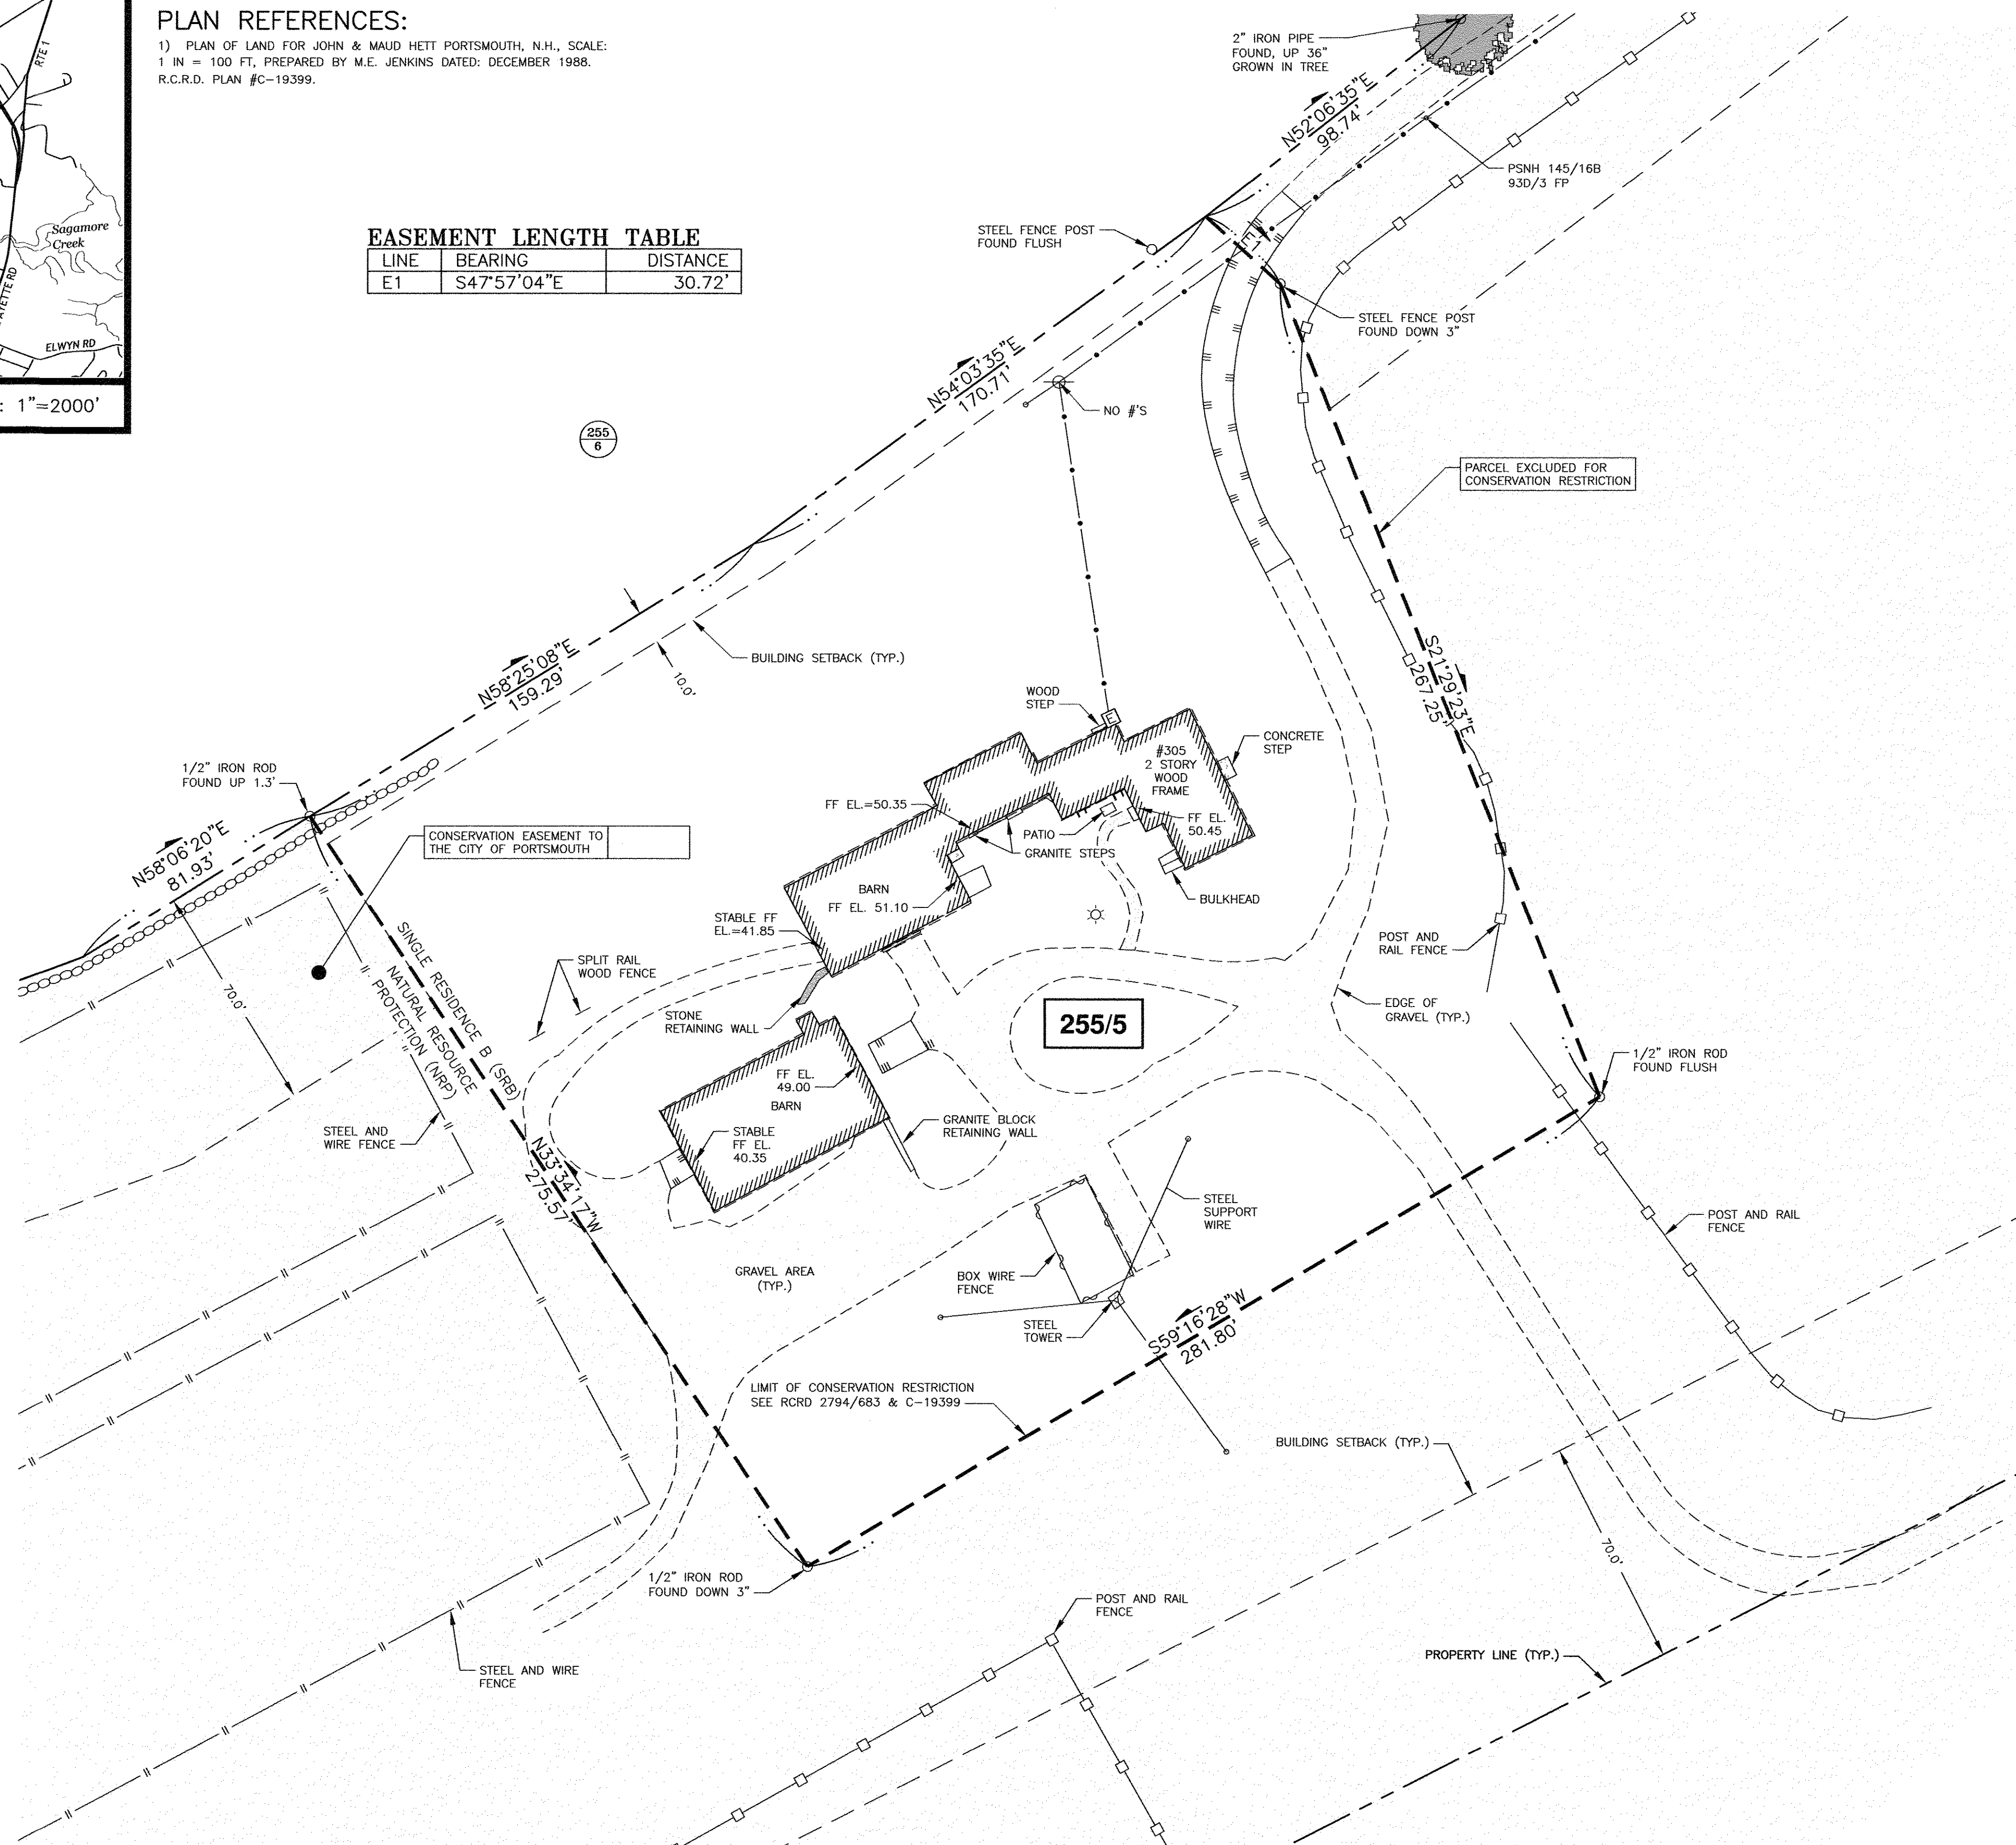 PLAN REFERENCES:
1) PLAN OF LAND FOR JOHN & MAUD HETT PORTSMOUTH, N.H., SCALE:
1 IN = 100 FT, PREPARED BY M.E. JENKINS DATED: DECEMBER 1988.
R.C.R.D. PLAN #C-19399.
RTE 1
Sagamore
Creek
ELWYN RD
: 1"=2000'
EASEMENT LENGTH TABLE
LINE BEARING DISTANCE
E1 S47°57'04"E 30.72'
2" IRON PIPE
FOUND, UP 36"
GROWN IN TREE
N52°06'35"E
98.74'
PSNH 145/16B
93D/3 FP
STEEL FENCE POST
FOUND FLUSH
E1
STEEL FENCE POST
FOUND DOWN 3"
N54°03'35"E
170.71'
NO #'S
255
6
PARCEL EXCLUDED FOR
CONSERVATION RESTRICTION
N58°25'08"E
159.29'
BUILDING SETBACK (TYP.)
10.0'
S21°29'23"E
267.25'
WOOD
STEP
E
#305
2 STORY
WOOD
FRAME
CONCRETE
STEP
1/2" IRON ROD
FOUND UP 1.3'
FF EL.=50.35
FF EL.
50.45
PATIO
GRANITE STEPS
CONSERVATION EASEMENT TO
THE CITY OF PORTSMOUTH
N58°06'20"E
81.93'
BARN
FF EL. 51.10
BULKHEAD
STABLE FF
EL.=41.85
SPLIT RAIL
WOOD FENCE
POST AND
RAIL FENCE
70.0'
SINGLE RESIDENCE B (SRB)
NATURAL RESOURCE
PROTECTION (NRP)
STONE
RETAINING WALL
255/5
EDGE OF
GRAVEL (TYP.)
1/2" IRON ROD
FOUND FLUSH
FF EL.
49.00
BARN
STEEL AND
WIRE FENCE
STABLE
FF EL.
40.35
GRANITE BLOCK
RETAINING WALL
N33°34'17"W
275.57'
STEEL
SUPPORT
WIRE
POST AND RAIL
FENCE
GRAVEL AREA
(TYP.)
BOX WIRE
FENCE
STEEL
TOWER
S59°16'28"W
281.80'
LIMIT OF CONSERVATION RESTRICTION
SEE RCRD 2794/683 & C-19399
BUILDING SETBACK (TYP.)
70.0'
1/2" IRON ROD
FOUND DOWN 3"
POST AND RAIL
FENCE
STEEL AND WIRE
FENCE
PROPERTY LINE (TYP.)